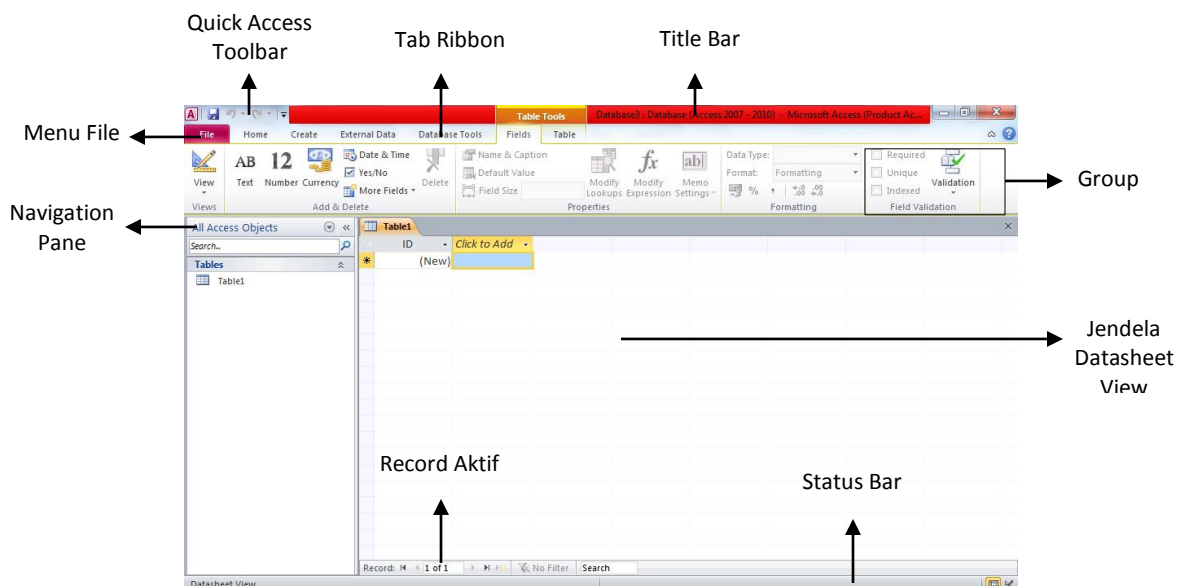 Quick Access
Toolbar
Tab Ribbon
Title Bar
Menu File
Navigation
Pane
Group
Jendela
Datasheet
View
Record Aktif
Status Bar
A
Table Tools
Database3 : Database (Access 2007 - 2010) - Microsoft Access (Product Ac...
File Home Create External Data Database Tools Fields Table
View
Views
AB
Text
12
Number
Currency
Date & Time
Yes/No
More Fields
Delete
Add & Delete
Name & Caption
Default Value
Field Size
Modify
Lookups
fx
Modify
Expression
ab|
Memo
Settings
Properties
Data Type:
Format: Formatting
% , .00 .00
Formatting
Required
Unique
Indexed
Validation
Field Validation
All Access Objects «
Search...
Tables
Table1
Table1 ×
ID Click to Add
* (New)
Record: 1 of 1 No Filter Search
Datasheet View